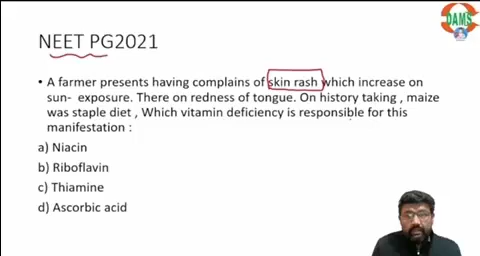 DAMS
NEET PG2021
• A farmer presents having complains of skin rash which increase on
sun- exposure. There on redness of tongue. On history taking , maize
was staple diet , Which vitamin deficiency is responsible for this
manifestation :
a) Niacin
b) Riboflavin
c) Thiamine
d) Ascorbic acid